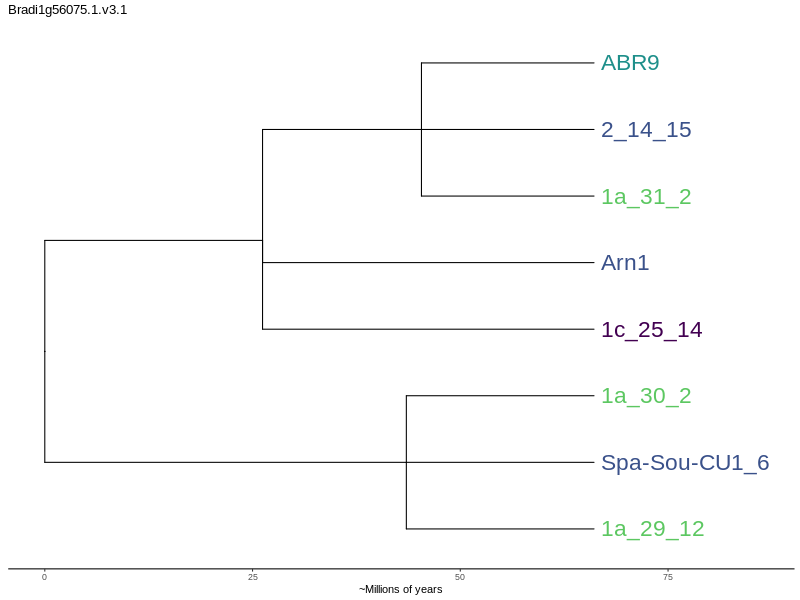 Bradi1g56075.1.v3.1
ABR9
2_14_15
1a_31_2
Arn1
1c_25_14
1a_30_2
Spa-Sou-CU1_6
1a_29_12
0 25 50 75
~Millions of years